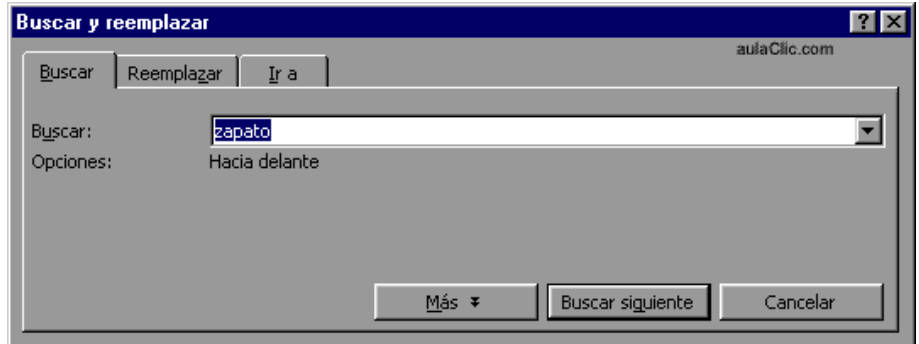 Buscar y reemplazar
aulaClic.com
Buscar Reemplazar Ir a
Buscar: zapato
Opciones: Hacia delante
Más Buscar siguiente Cancelar